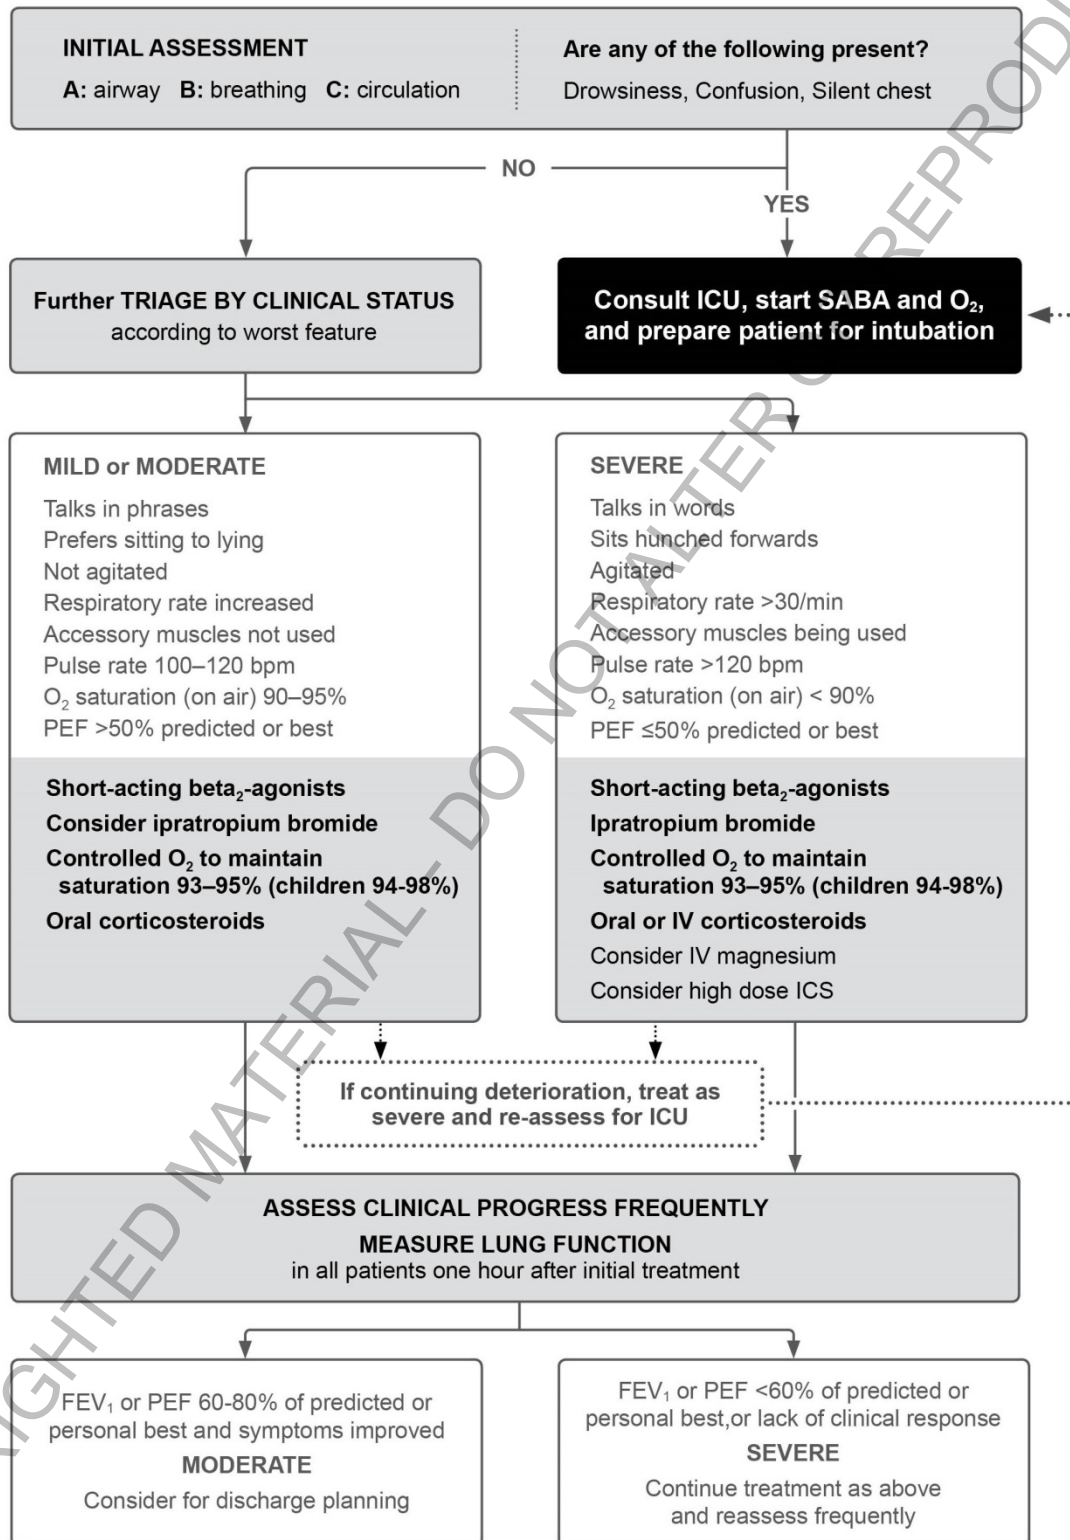 INITIAL ASSESSMENT
A: airway B: breathing C: circulation
Are any of the following present?
Drowsiness, Confusion, Silent chest
NO
YES
Further TRIAGE BY CLINICAL STATUS
according to worst feature
Consult ICU, start SABA and O₂,
and prepare patient for intubation
MILD or MODERATE
Talks in phrases
Prefers sitting to lying
Not agitated
Respiratory rate increased
Accessory muscles not used
Pulse rate 100–120 bpm
O₂ saturation (on air) 90–95%
PEF >50% predicted or best
Short-acting beta₂-agonists
Consider ipratropium bromide
Controlled O₂ to maintain
saturation 93–95% (children 94-98%)
Oral corticosteroids
SEVERE
Talks in words
Sits hunched forwards
Agitated
Respiratory rate >30/min
Accessory muscles being used
Pulse rate >120 bpm
O₂ saturation (on air) < 90%
PEF ≤50% predicted or best
Short-acting beta₂-agonists
Ipratropium bromide
Controlled O₂ to maintain
saturation 93–95% (children 94-98%)
Oral or IV corticosteroids
Consider IV magnesium
Consider high dose ICS
If continuing deterioration, treat as
severe and re-assess for ICU
ASSESS CLINICAL PROGRESS FREQUENTLY
MEASURE LUNG FUNCTION
in all patients one hour after initial treatment
FEV₁ or PEF 60-80% of predicted or
personal best and symptoms improved
MODERATE
Consider for discharge planning
FEV₁ or PEF <60% of predicted or
personal best,or lack of clinical response
SEVERE
Continue treatment as above
and reassess frequently
RIGHTED MATERIAL - DO NOT ALTER O REPRODU